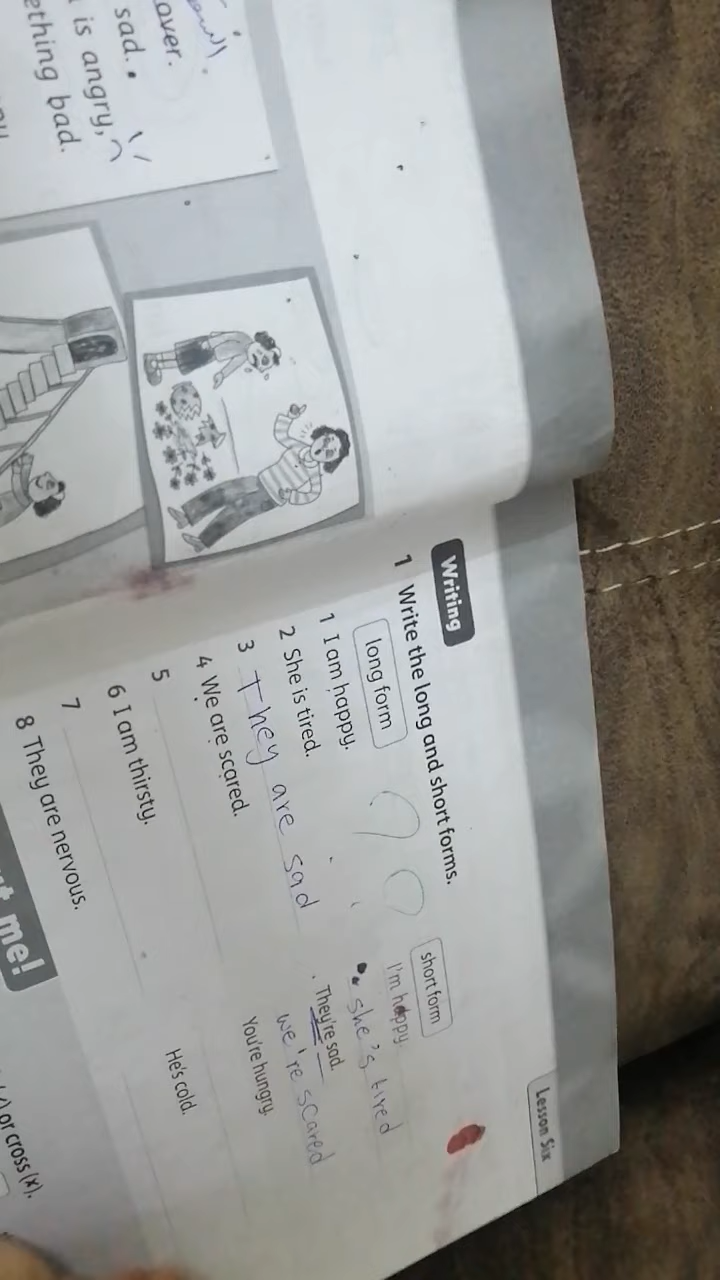 over.
sad.
is angry,
ething bad.
Writing
Lesson Six
1 Write the long and short forms.
long form
short form
1 I am happy.
I'm happy.
2 She is tired.
she's tired
3 They are sad
They're sad.
4 We are scared.
we're scared
5
You're hungry.
6 I am thirsty.
7
He's cold.
8 They are nervous.
t me!
or cross (x).